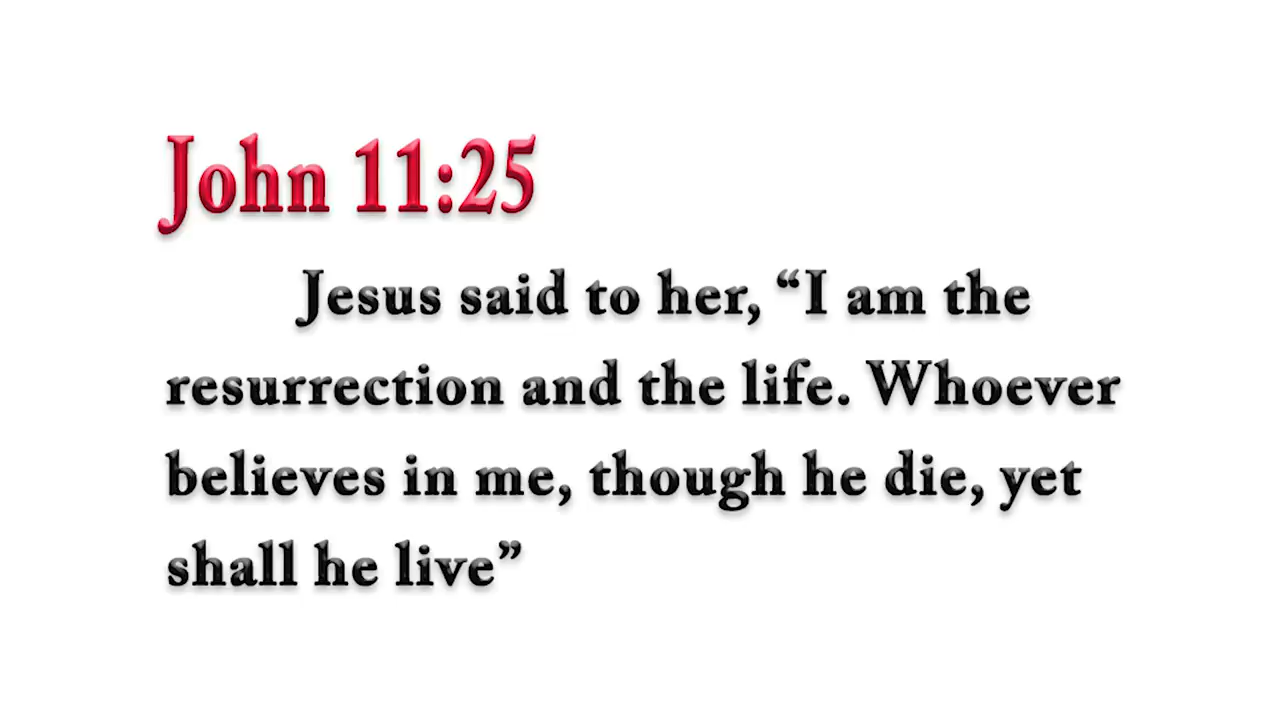 John 11:25
Jesus said to her, “I am the
resurrection and the life. Whoever
believes in me, though he die, yet
shall he live”